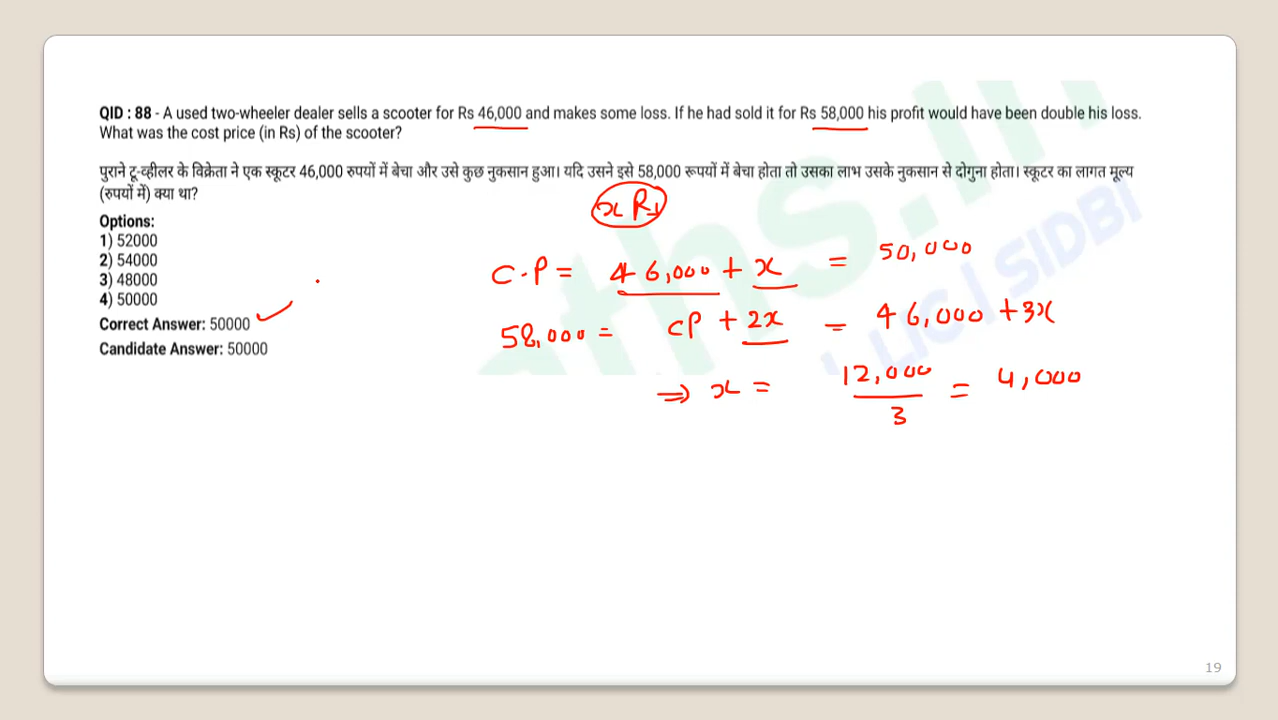 QID : 88 - A used two-wheeler dealer sells a scooter for Rs 46,000 and makes some loss. If he had sold it for Rs 58,000 his profit would have been double his loss.
What was the cost price (in Rs) of the scooter?
पुराने टू-व्हीलर के विक्रेता ने एक स्कूटर 46,000 रुपयों में बेचा और उसे कुछ नुकसान हुआ। यदि उसने इसे 58,000 रूपयों में बेचा होता तो उसका लाभ उसके नुकसान से दोगुना होता। स्कूटर का लागत मूल्य
(रुपयों में) क्या था?
Options:
1) 52000
2) 54000
3) 48000
4) 50000
Correct Answer: 50000
Candidate Answer: 50000
x Rs
C.P = 46,000 + x = 50,000
58,000 = CP + 2x = 46,000 + 3x
⇒ x = 12,000 / 3 = 4,000
ths.in
LIC | SIDBI
19